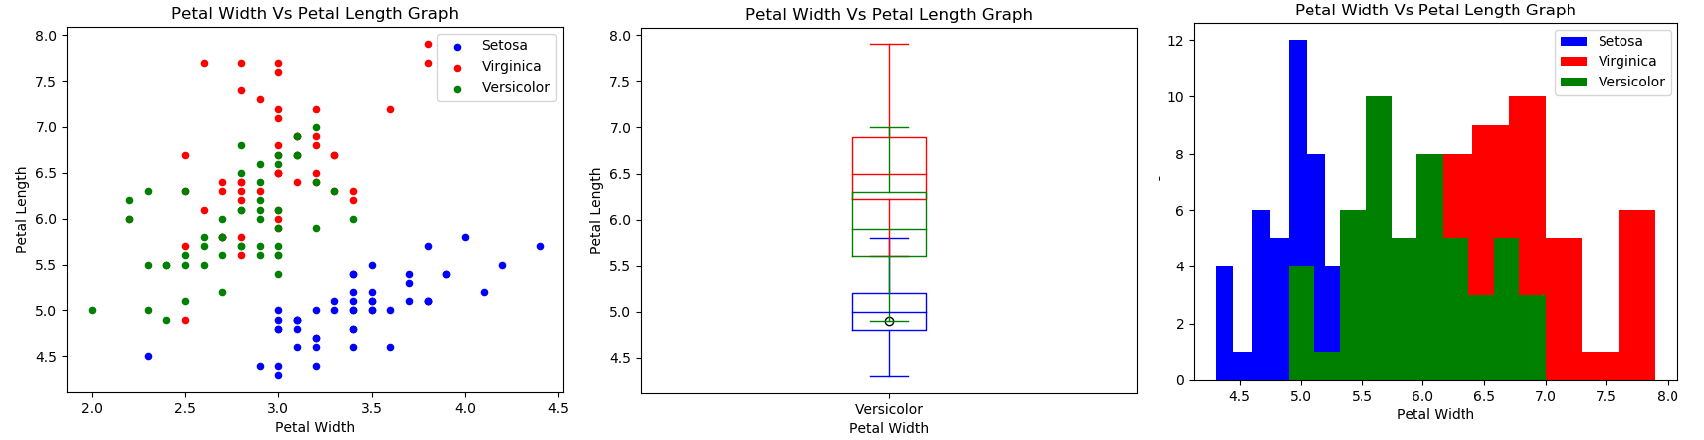 Petal Width Vs Petal Length Graph
8.0
7.5
7.0
6.5
6.0
5.5
5.0
4.5
Petal Length
Setosa
Virginica
Versicolor
2.0 2.5 3.0 3.5 4.0 4.5
Petal Width
Petal Width Vs Petal Length Graph
8.0
7.5
7.0
6.5
6.0
5.5
5.0
4.5
Petal Length
Versicolor
Petal Width
Petal Width Vs Petal Length Graph
12
10
8
6
4
2
0
Setosa
Virginica
Versicolor
4.5 5.0 5.5 6.0 6.5 7.0 7.5 8.0
Petal Width